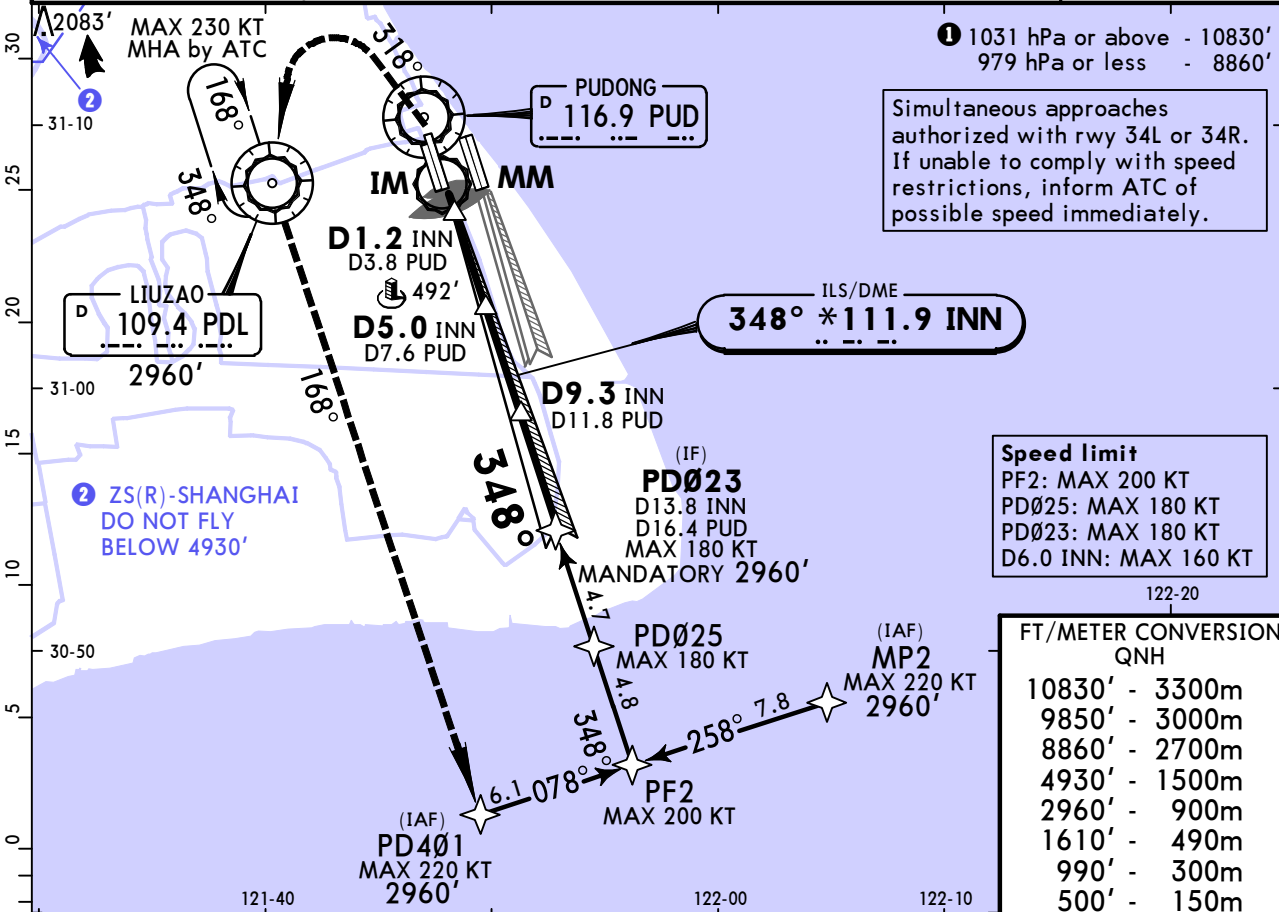 2083'
MAX 230 KT
MHA by ATC
318°
168°
348°
❶ 1031 hPa or above - 10830'
979 hPa or less - 8860'
❷
PUDONG
D 116.9 PUD
Simultaneous approaches
authorized with rwy 34L or 34R.
If unable to comply with speed
restrictions, inform ATC of
possible speed immediately.
30
25
20
15
10
5
0
31-10
31-00
30-50
IM
MM
D1.2 INN
D3.8 PUD
L 492'
D5.0 INN
D7.6 PUD
LIUZAO
D 109.4 PDL
2960'
ILS/DME
348° *111.9 INN
168°
D9.3 INN
D11.8 PUD
348°
(IF)
PDØ23
D13.8 INN
D16.4 PUD
MAX 180 KT
MANDATORY 2960'
Speed limit
PF2: MAX 200 KT
PDØ25: MAX 180 KT
PDØ23: MAX 180 KT
D6.0 INN: MAX 160 KT
❷ ZS(R)-SHANGHAI
DO NOT FLY
BELOW 4930'
4.7
PDØ25
MAX 180 KT
4.8
348°
(IAF)
MP2
MAX 220 KT
2960'
258° 7.8
6.1 078°
PF2
MAX 200 KT
(IAF)
PD4Ø1
MAX 220 KT
2960'
122-20
121-40
122-00
122-10
FT/METER CONVERSION
QNH
10830' - 3300m
9850' - 3000m
8860' - 2700m
4930' - 1500m
2960' - 900m
1610' - 490m
990' - 300m
500' - 150m